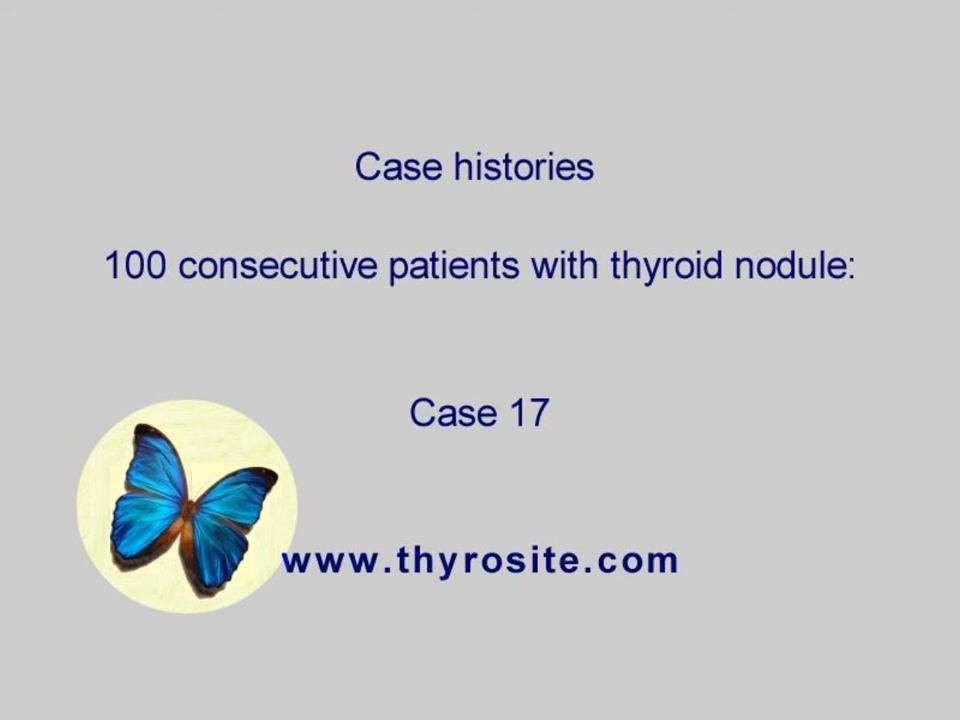 Case histories
100 consecutive patients with thyroid nodule:
Case 17
www.thyrosite.com